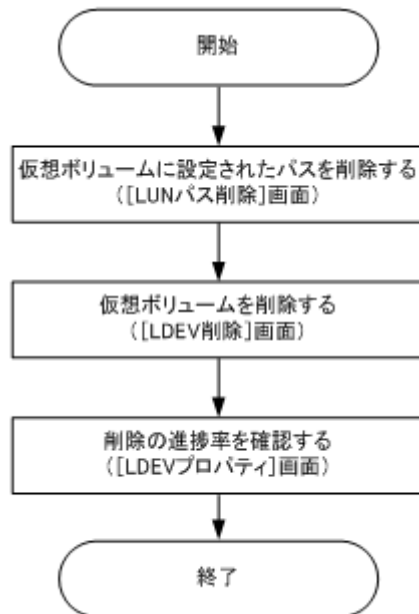 開始
仮想ボリュームに設定されたパスを削除する
([LUNパス削除]画面)
仮想ボリュームを削除する
([LDEV削除]画面)
削除の進捗率を確認する
([LDEVプロパティ]画面)
終了